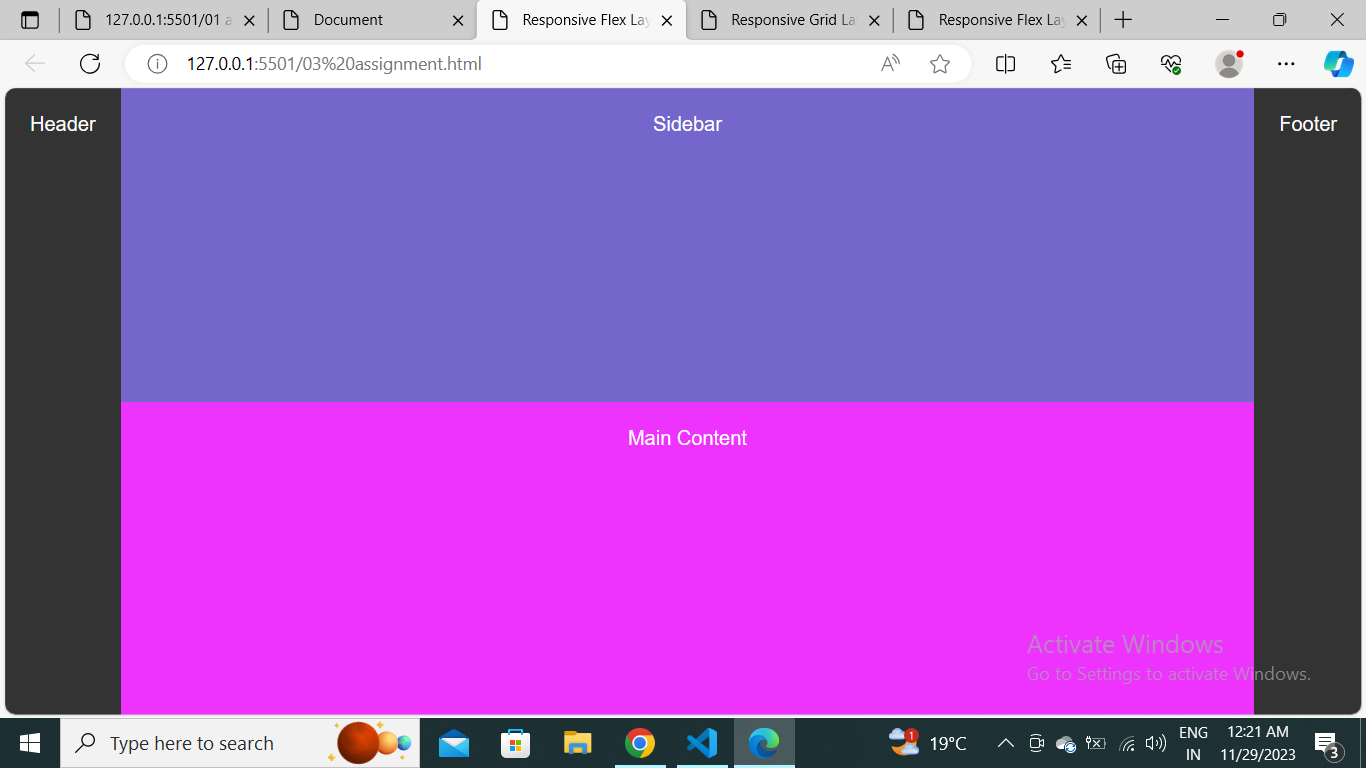 127.0.0.1:5501/01 a
Document
Responsive Flex Lay
Responsive Grid La
Responsive Flex Lay
127.0.0.1:5501/03%20assignment.html
Header
Sidebar
Footer
Main Content
Activate Windows
Go to Settings to activate Windows.
Type here to search
1
19°C
ENG
IN
12:21 AM
11/29/2023
3